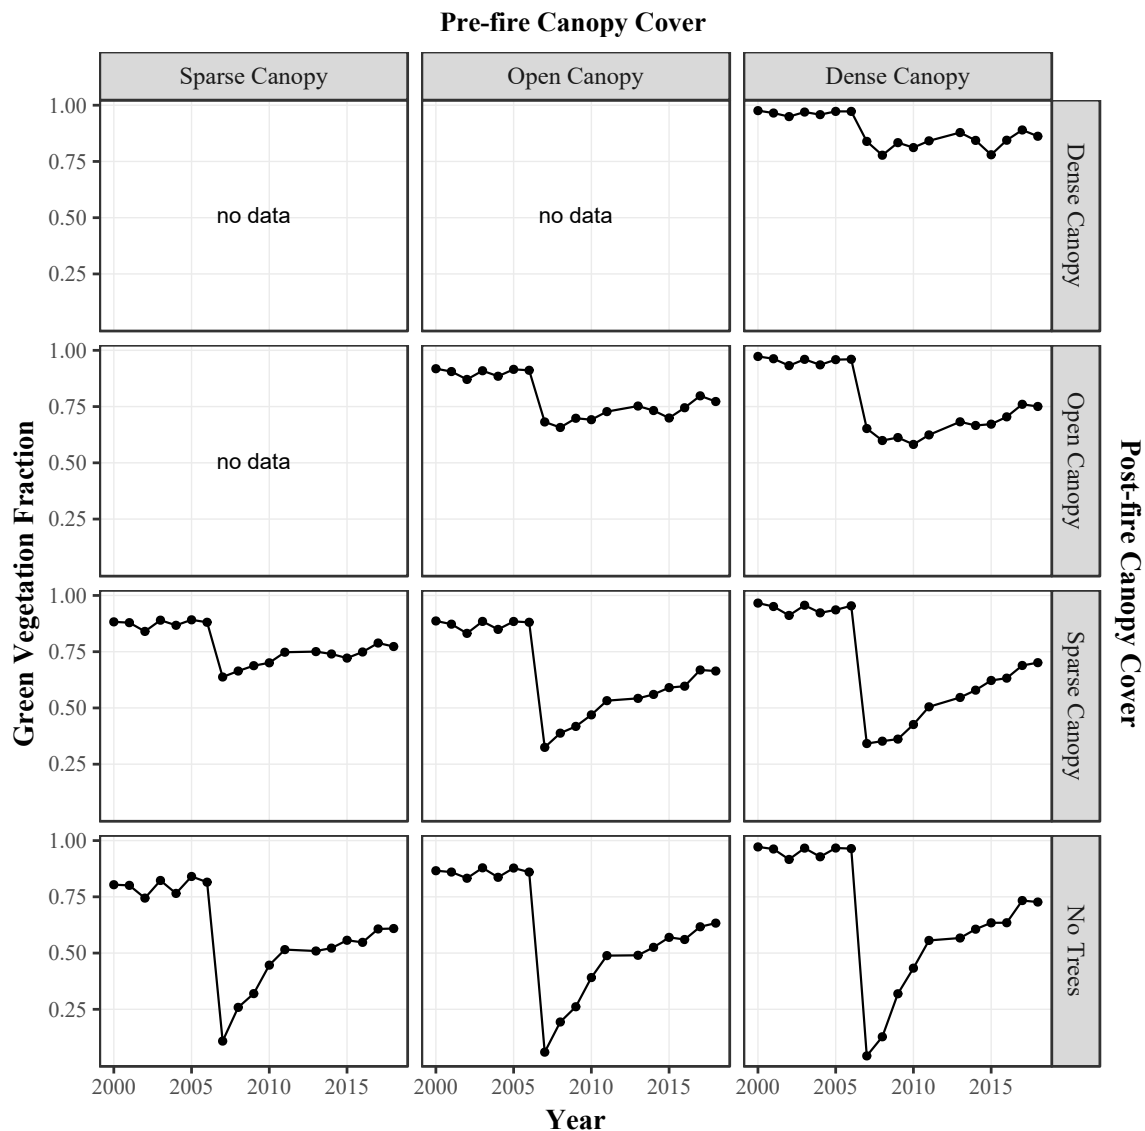 Pre-fire Canopy Cover
Sparse Canopy
Open Canopy
Dense Canopy
1.00
0.75
0.50
0.25
no data
no data
Dense Canopy
1.00
0.75
0.50
0.25
no data
Open Canopy
1.00
0.75
0.50
0.25
Sparse Canopy
1.00
0.75
0.50
0.25
No Trees
Green Vegetation Fraction
Post-fire Canopy Cover
2000 2005 2010 2015
2000 2005 2010 2015
2000 2005 2010 2015
Year